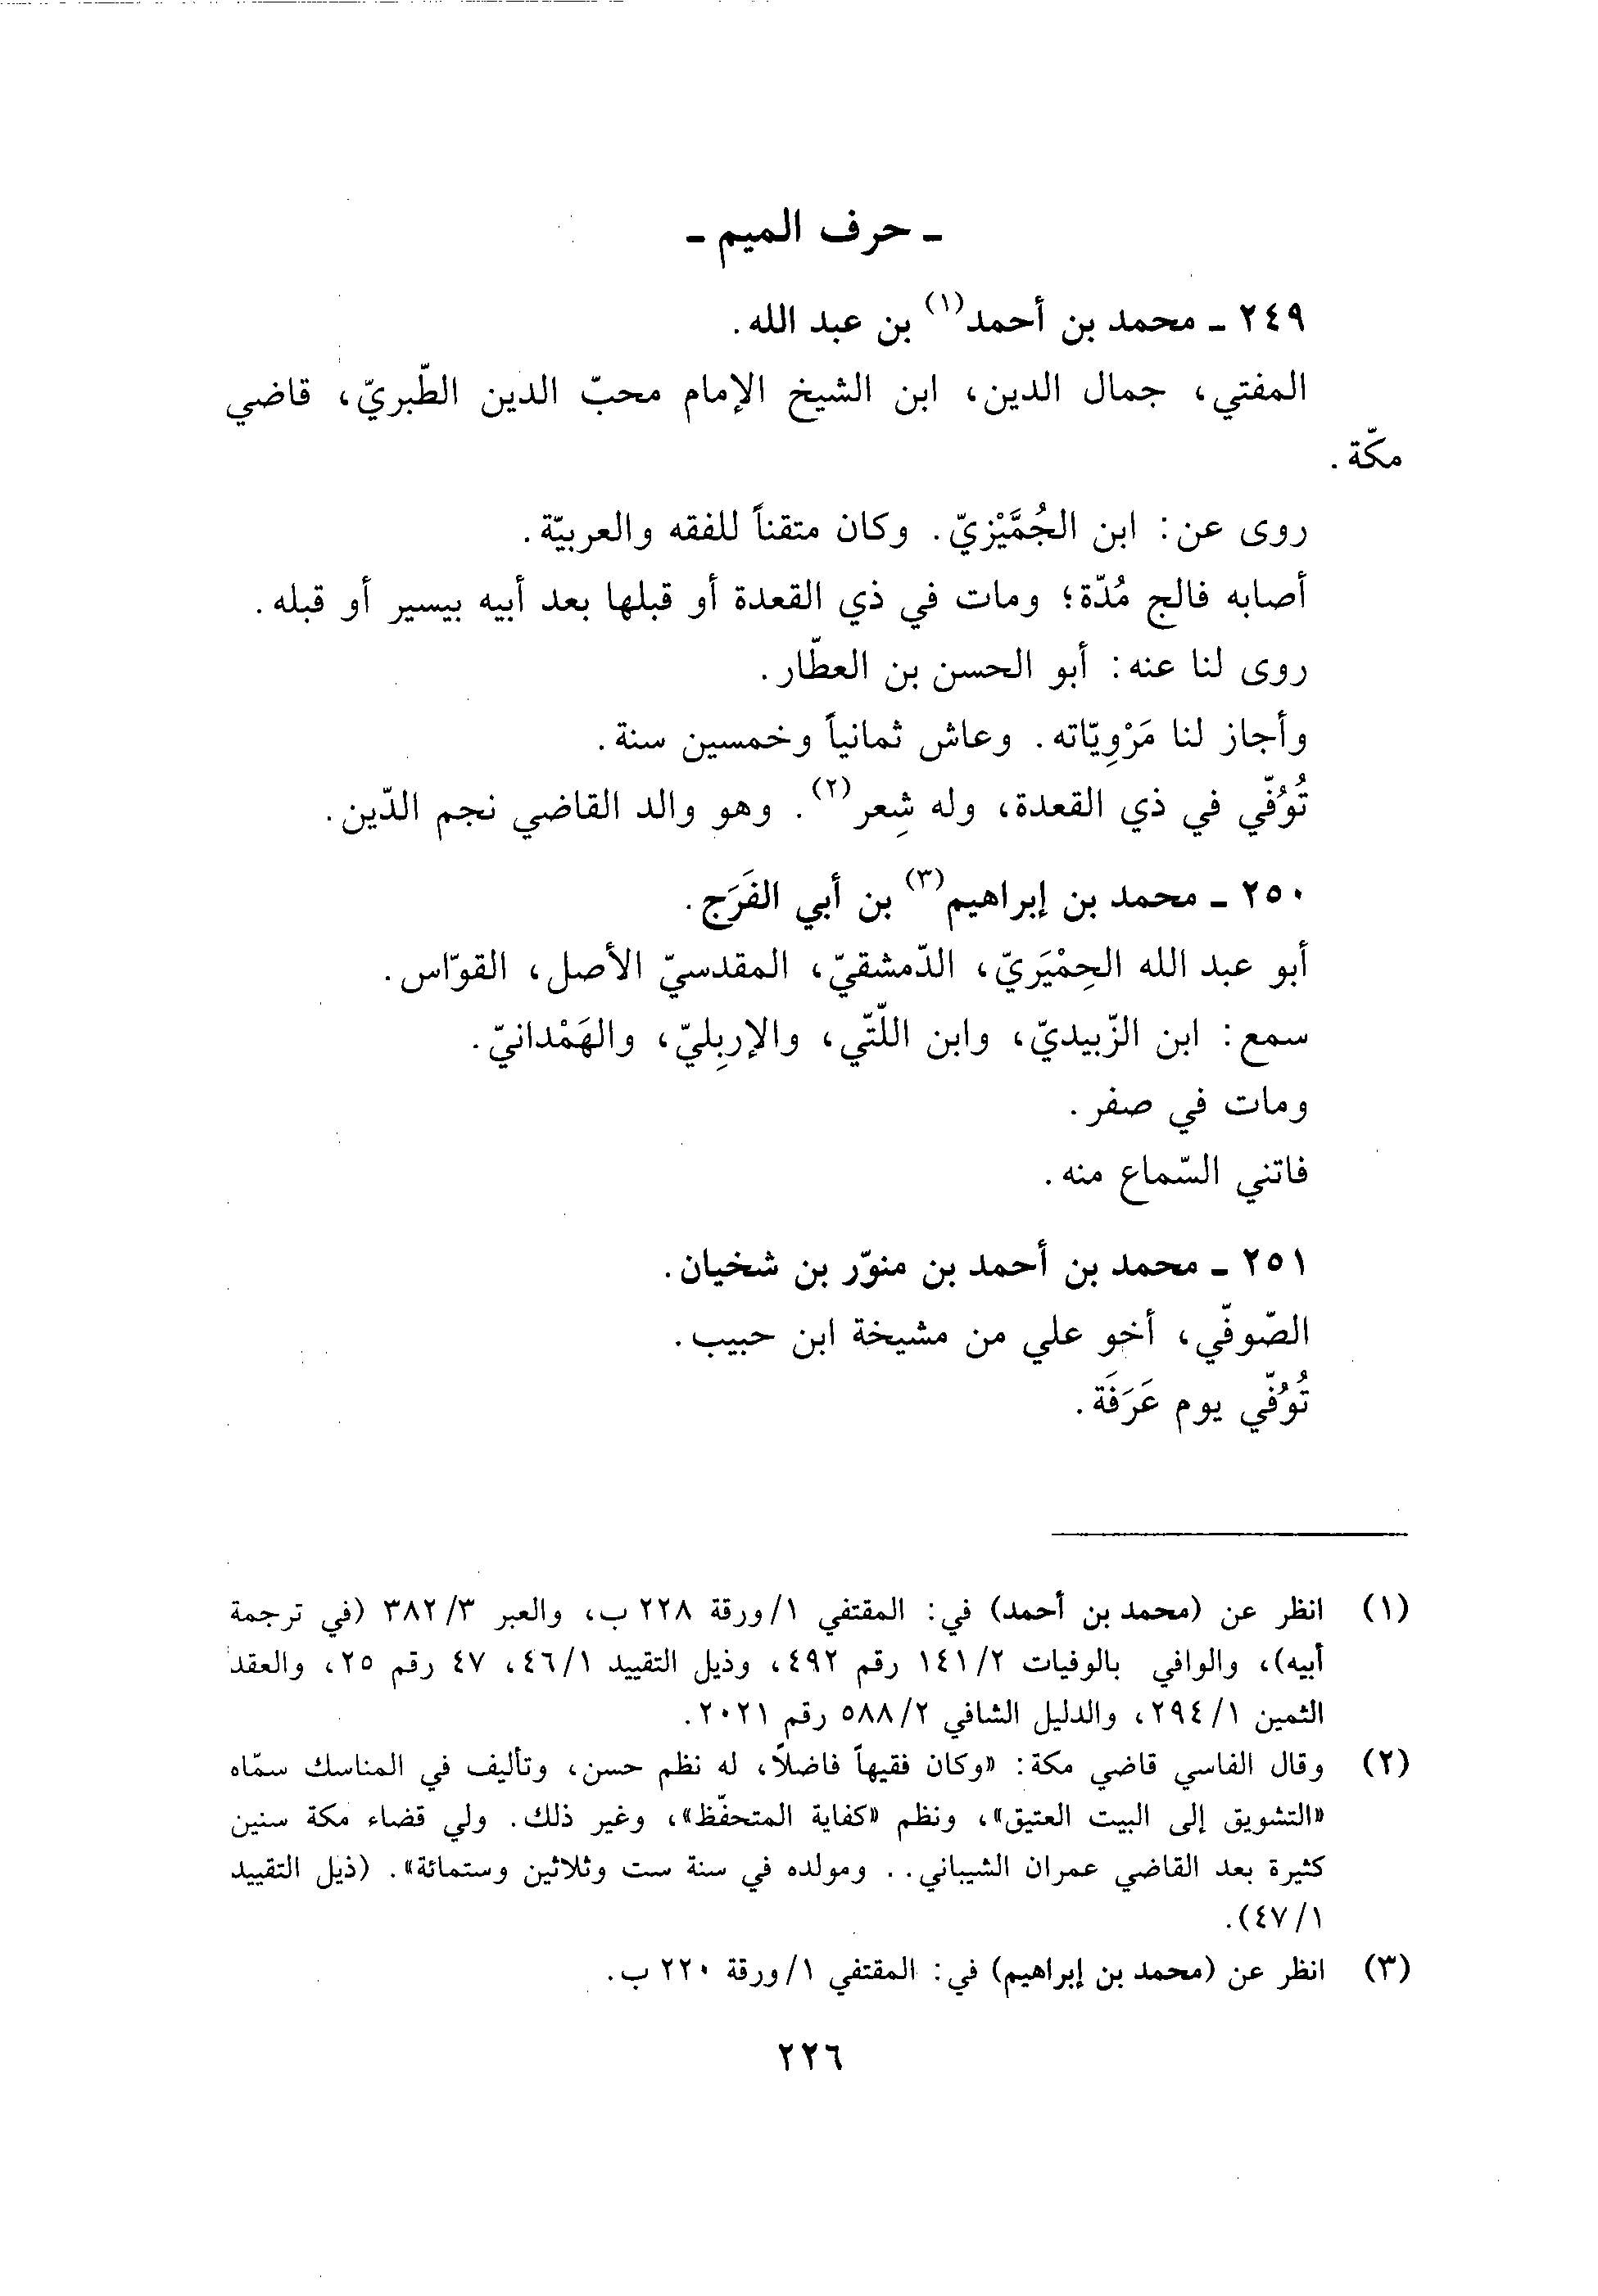 ـ حرف الميم ـ
٢٤٩ ـ محمد بن أحمد(١) بن عبد الله.
المفتي، جمال الدين، ابن الشيخ الإمام محبّ الدين الطّبريّ، قاضي
مكّة.
روى عن: ابن الجُمَّيْزيّ. وكان متقناً للفقه والعربيّة.
أصابه فالج مُدّة؛ ومات في ذي القعدة أو قبلها بعد أبيه بيسير أو قبله.
روى لنا عنه: أبو الحسن بن العطّار.
وأجاز لنا مَرْوِيّاته. وعاش ثمانياً وخمسين سنة.
تُوُفّي في ذي القعدة، وله شِعر(٢). وهو والد القاضي نجم الدّين.
٢٥٠ ـ محمد بن إبراهيم(٣) بن أبي الفَرَج.
أبو عبد الله الحِمْيَريّ، الدّمشقيّ، المقدسيّ الأصل، القوّاس.
سمع: ابن الزّبيديّ، وابن اللّتّي، والإربِليّ، والهَمْدانيّ.
ومات في صفر.
فاتني السّماع منه.
٢٥١ ـ محمد بن أحمد بن منوّر بن شخيان.
الصّوفّي، أخو علي من مشيخة ابن حبيب.
تُوُفّي يوم عَرَفَة.
(١) انظر عن (محمد بن أحمد) في: المقتفي ١/ورقة ٢٢٨ ب، والعبر ٣/٣٨٢ (في ترجمة
أبيه)، والوافي بالوفيات ٢/١٤١ رقم ٤٩٢، وذيل التقييد ١/٤٦، ٤٧ رقم ٢٥، والعقد
الثمين ١/٢٩٤، والدليل الشافي ٢/٥٨٨ رقم ٢٠٢١.
(٢) وقال الفاسي قاضي مكة: «وكان فقيهاً فاضلاً، له نظم حسن، وتأليف في المناسك سمّاه
«التشويق إلى البيت العتيق»، ونظم «كفاية المتحفّظ»، وغير ذلك. ولي قضاء مكة سنين
كثيرة بعد القاضي عمران الشيباني.. ومولده في سنة ست وثلاثين وستمائة». (ذيل التقييد
١/٤٧).
(٣) انظر عن (محمد بن إبراهيم) في: المقتفي ١/ورقة ٢٢٠ ب.
٢٢٦